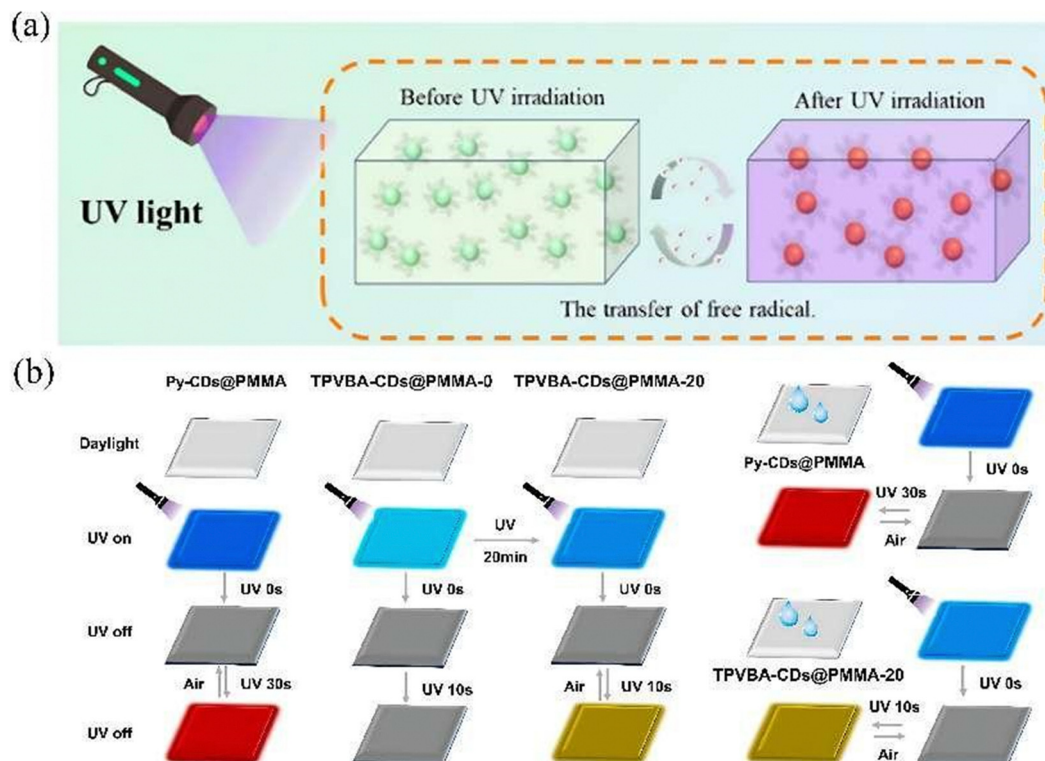 (a)
Before UV irradiation
After UV irradiation
UV light
The transfer of free radical.
(b)
Py-CDs@PMMA
TPVBA-CDs@PMMA-0
TPVBA-CDs@PMMA-20
Daylight
UV on
UV
20min
UV 0s
UV 0s
UV 0s
UV off
Air
UV 30s
UV 10s
Air
UV 10s
UV off
Py-CDs@PMMA
UV 0s
UV 30s
Air
TPVBA-CDs@PMMA-20
UV 0s
UV 10s
Air